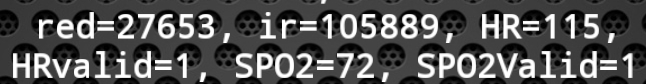 red=27653, ir=105889, HR=115,
HRvalid=1, SPO2=72, SPO2Valid=1